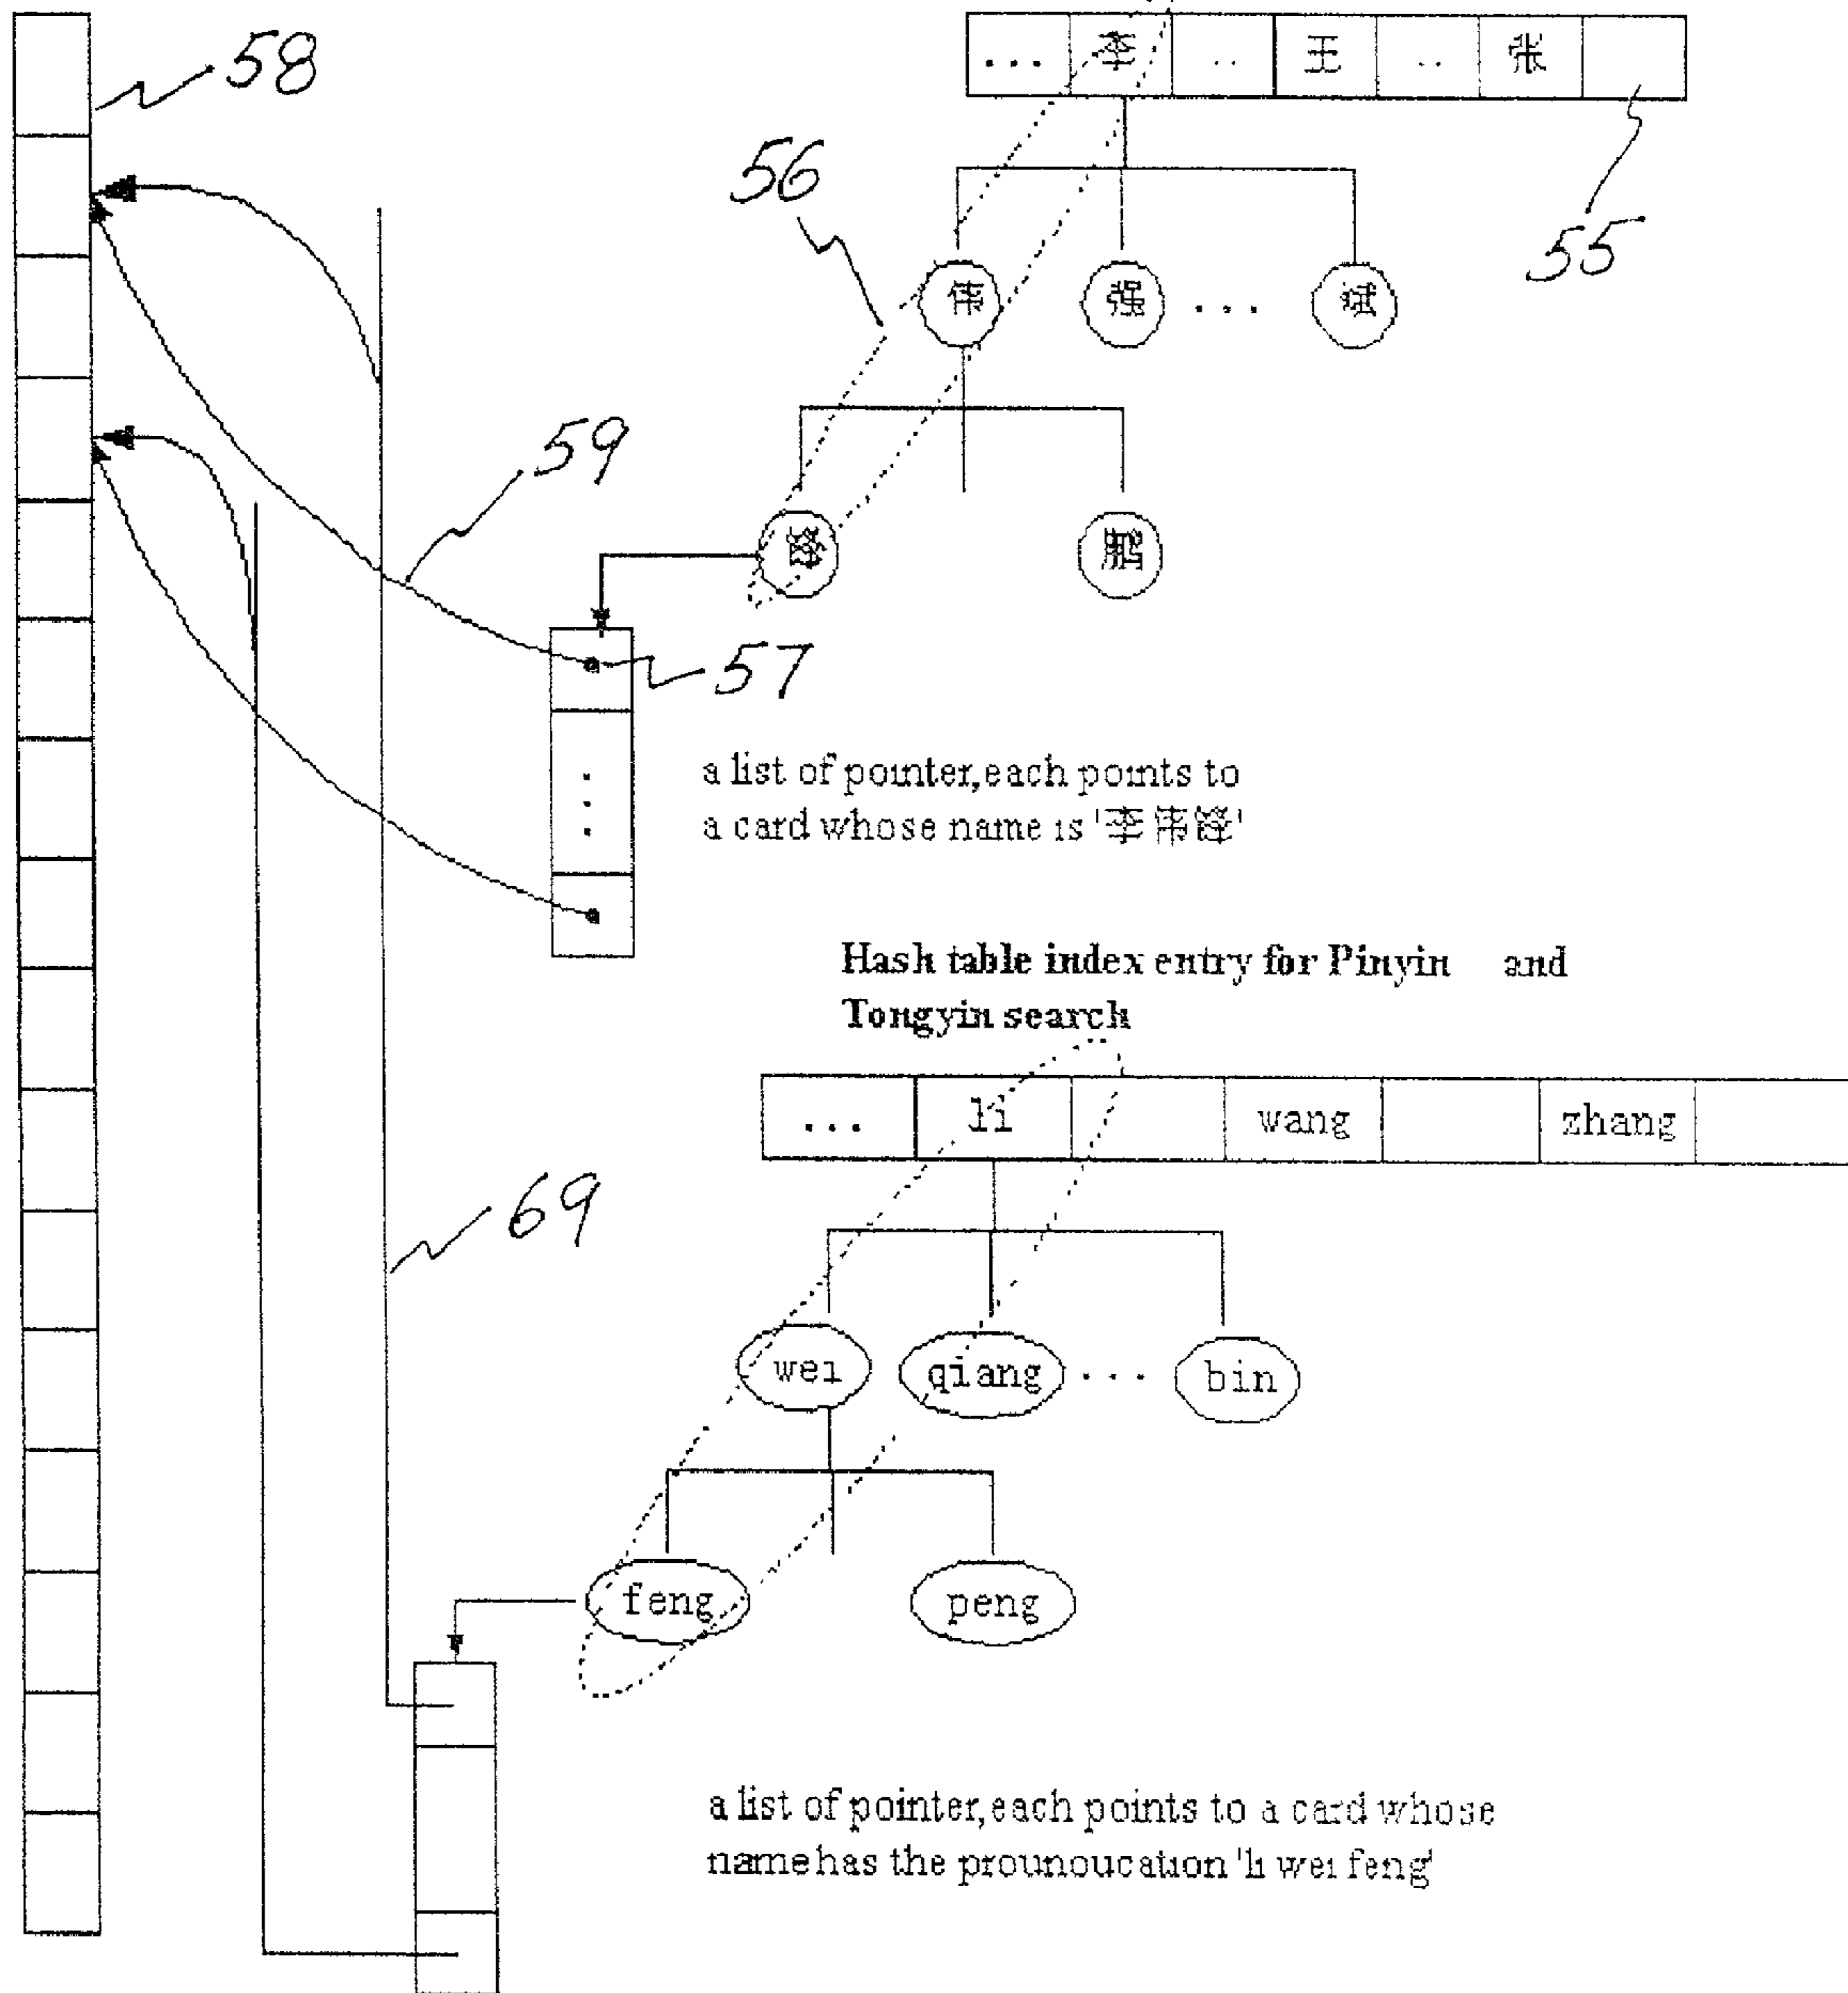 58
... 李 .. 王 .. 张
56
55
伟 强 ... 斌
59
锋 鹏
57
a list of pointer,each points to
a card whose name is '李伟锋'
Hash table index entry for Pinyin and
Tongyin search
... li wang zhang
69
wei qiang ... bin
feng peng
a list of pointer,each points to a card whose
name has the prounoucation 'li wei feng'